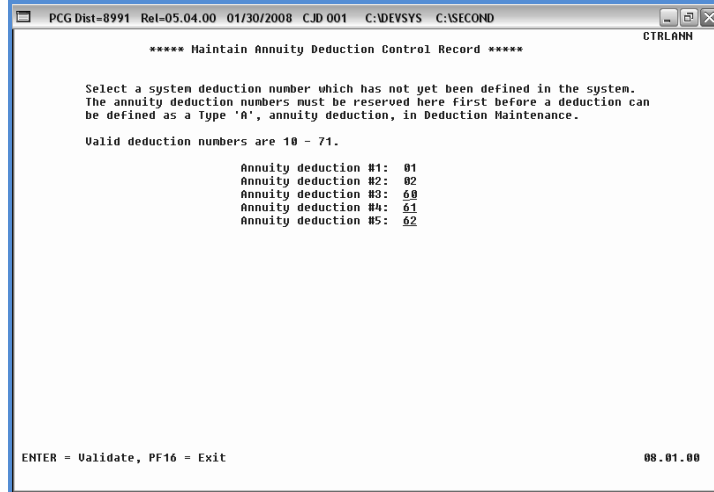 PCG Dist=8991 Rel=05.04.00 01/30/2008 CJD 001 C:\DEVSYS C:\SECOND
CTRLANN
***** Maintain Annuity Deduction Control Record *****
Select a system deduction number which has not yet been defined in the system.
The annuity deduction numbers must be reserved here first before a deduction can
be defined as a Type 'A', annuity deduction, in Deduction Maintenance.
Valid deduction numbers are 10 - 71.
Annuity deduction #1: 01
Annuity deduction #2: 02
Annuity deduction #3: 60
Annuity deduction #4: 61
Annuity deduction #5: 62
ENTER = Validate, PF16 = Exit 08.01.00